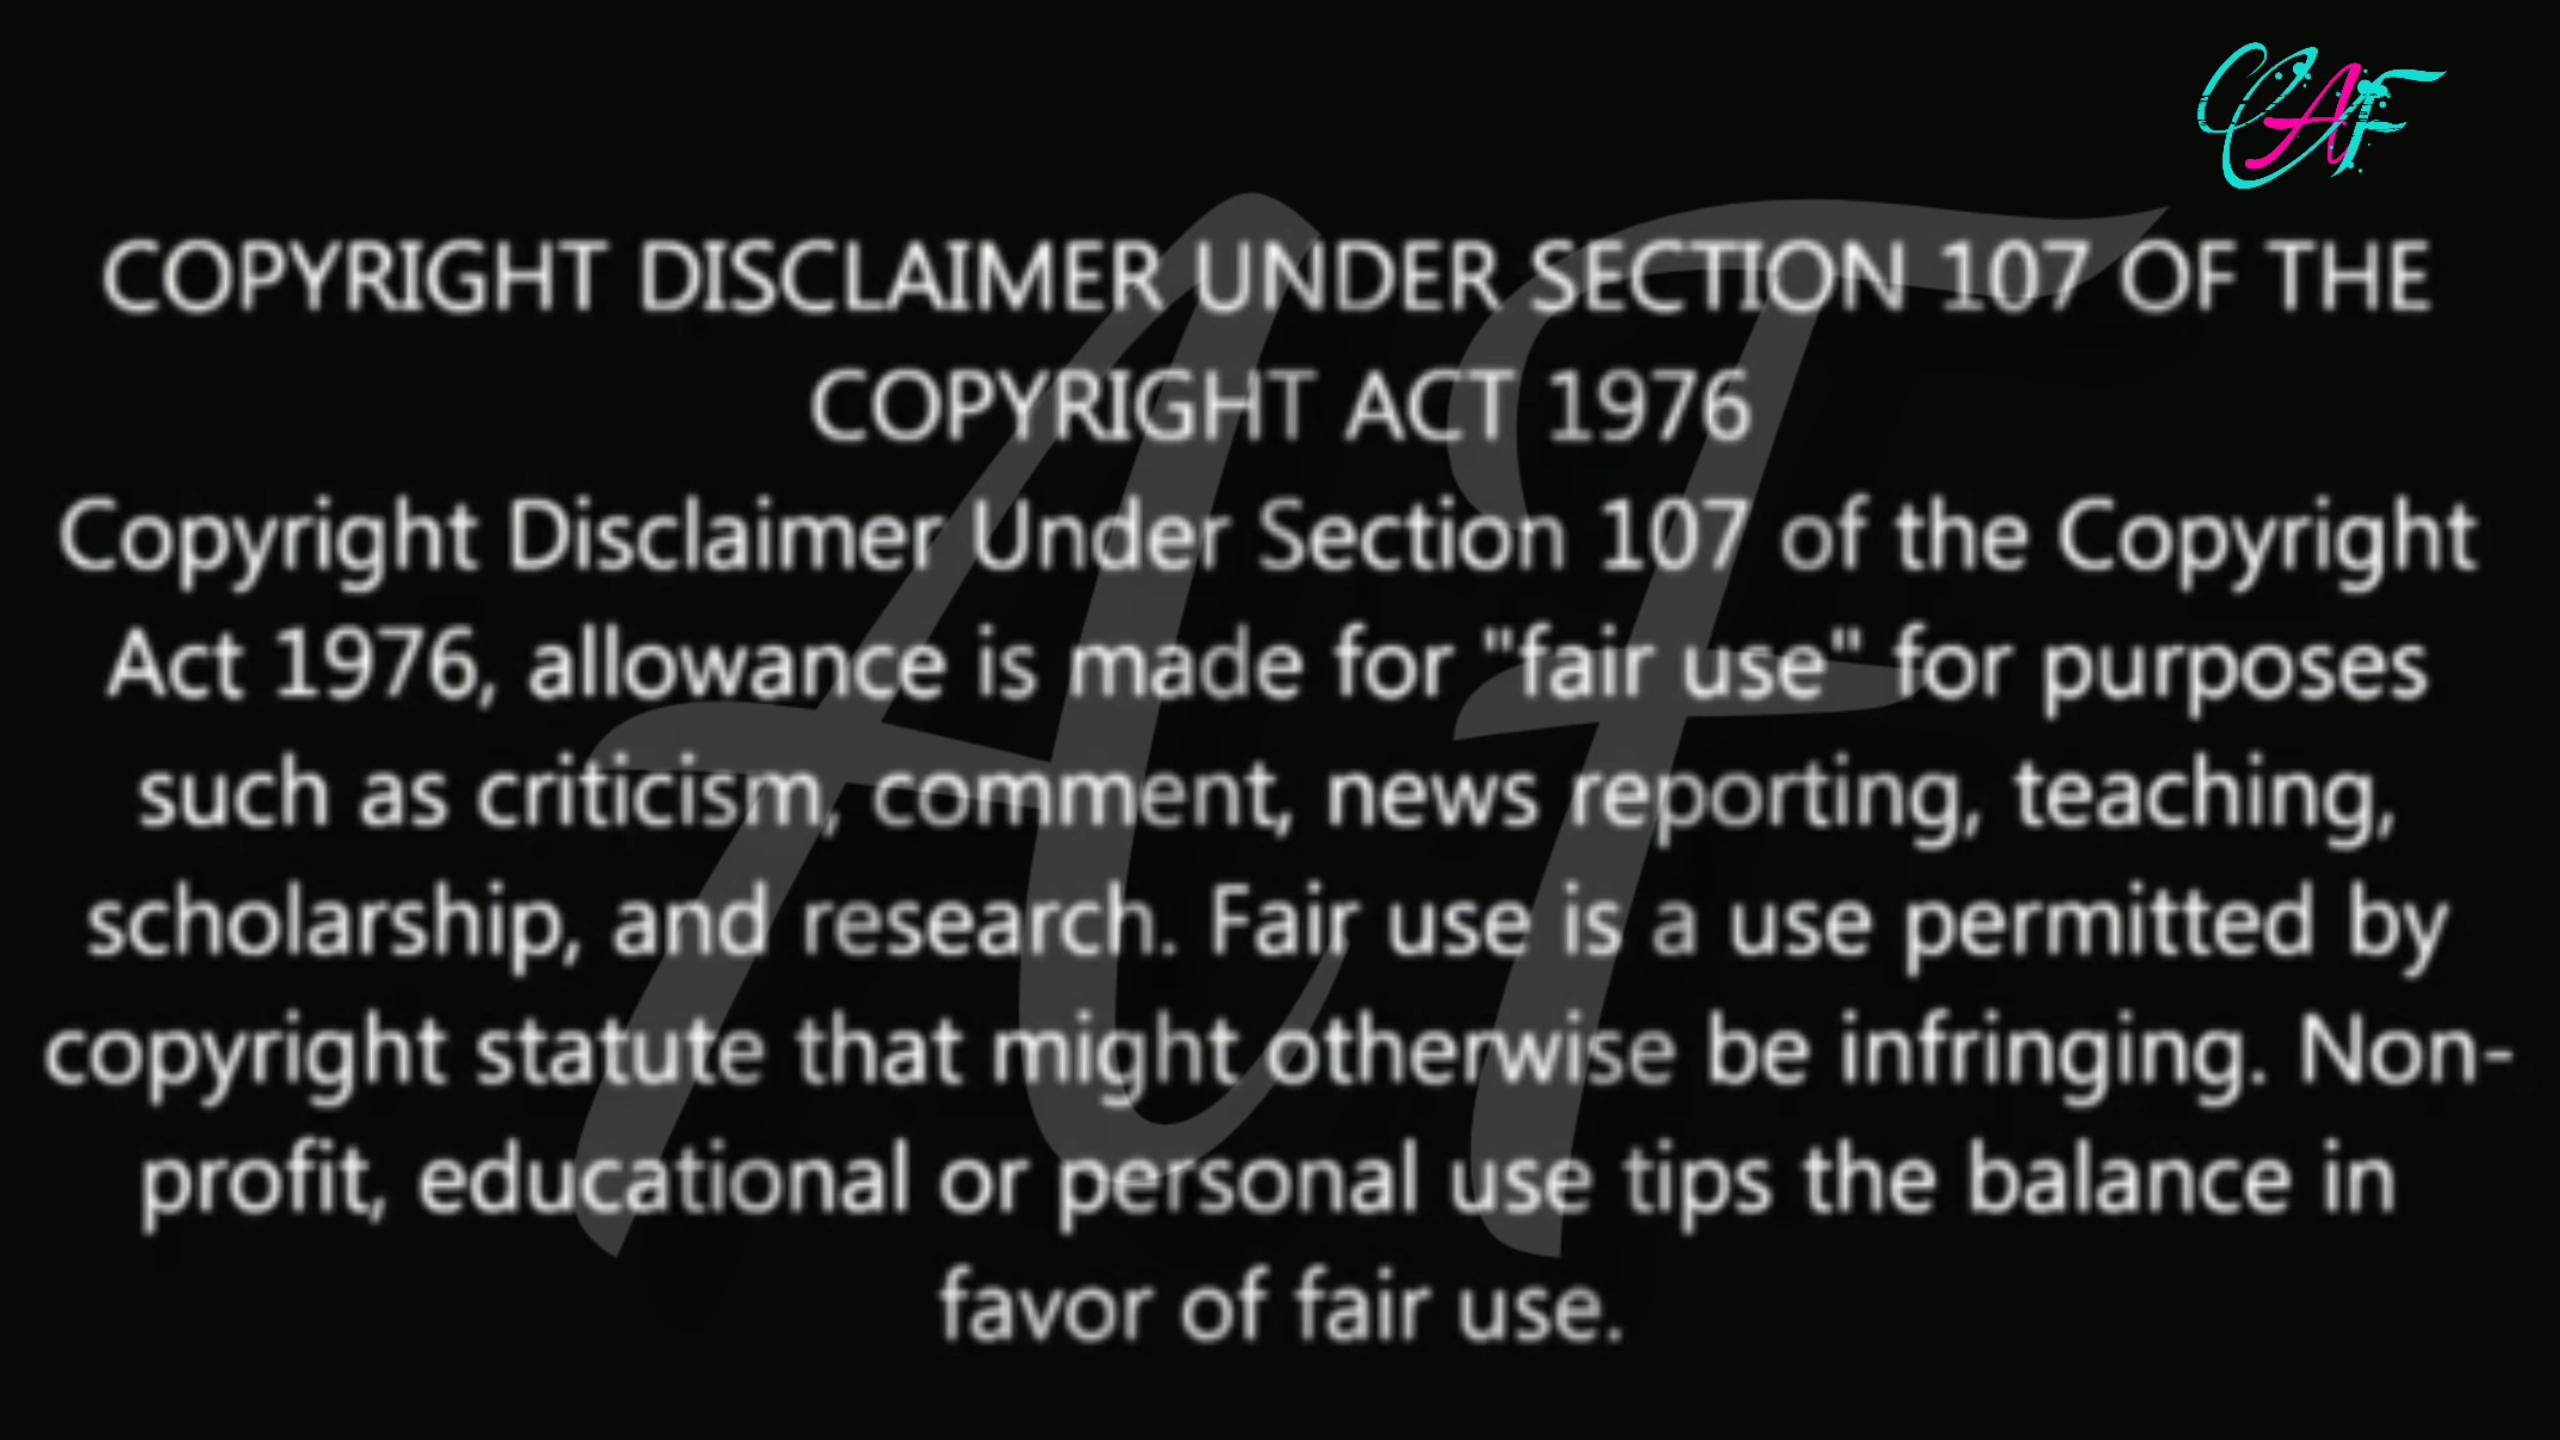 CAF
COPYRIGHT DISCLAIMER UNDER SECTION 107 OF THE
COPYRIGHT ACT 1976
Copyright Disclaimer Under Section 107 of the Copyright
Act 1976, allowance is made for "fair use" for purposes
such as criticism, comment, news reporting, teaching,
scholarship, and research. Fair use is a use permitted by
copyright statute that might otherwise be infringing. Non-
profit, educational or personal use tips the balance in
favor of fair use.
AF